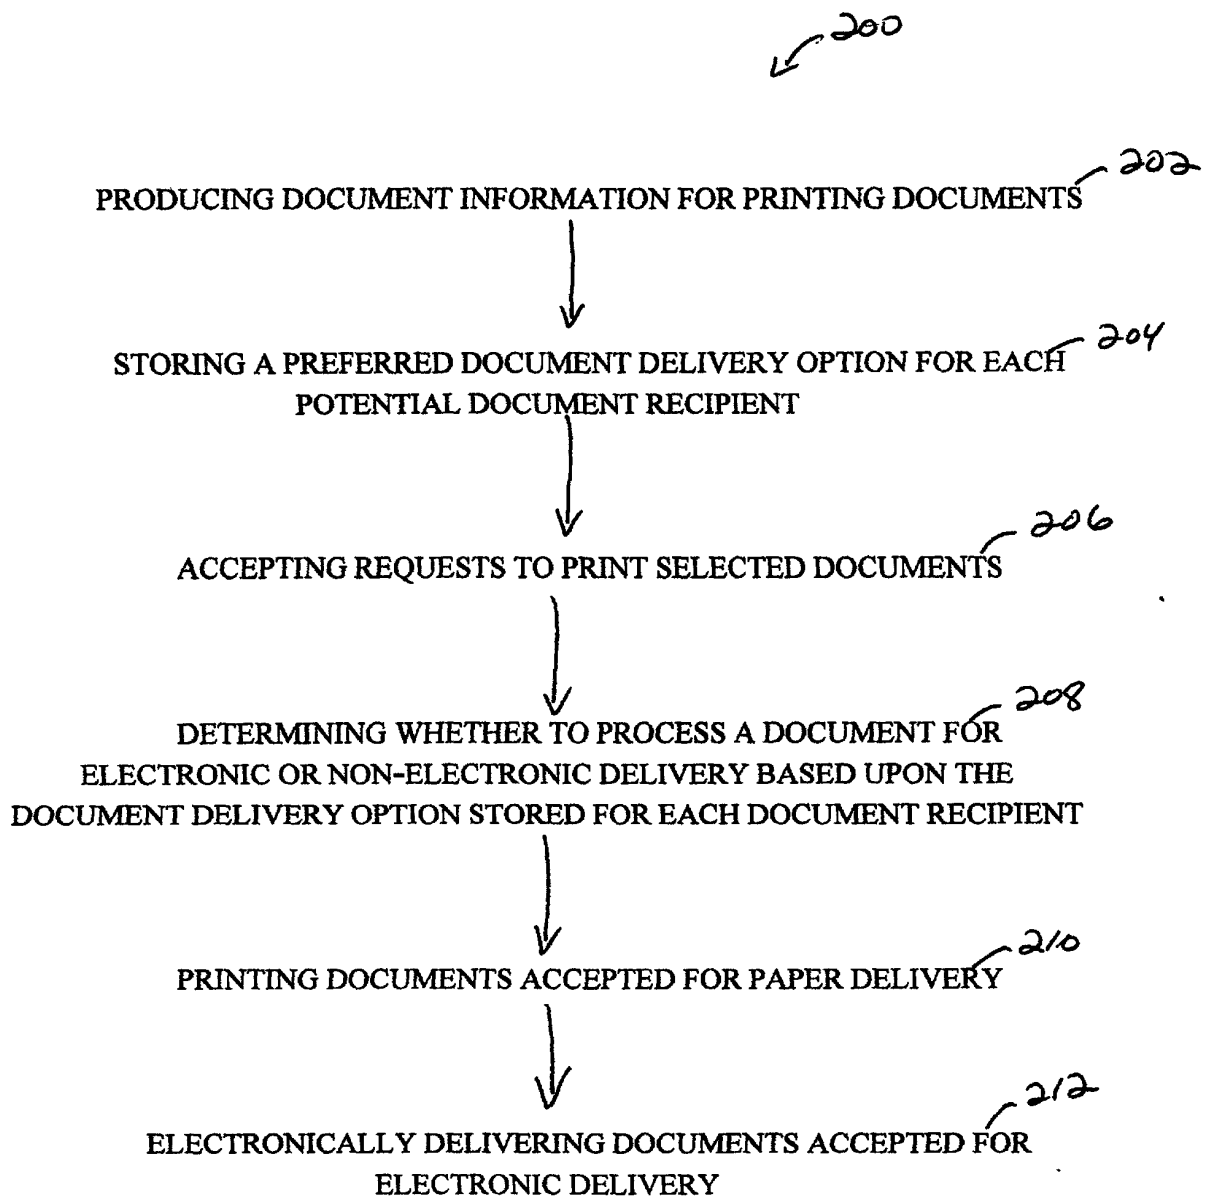 200
202
PRODUCING DOCUMENT INFORMATION FOR PRINTING DOCUMENTS
204
STORING A PREFERRED DOCUMENT DELIVERY OPTION FOR EACH
POTENTIAL DOCUMENT RECIPIENT
206
ACCEPTING REQUESTS TO PRINT SELECTED DOCUMENTS
208
DETERMINING WHETHER TO PROCESS A DOCUMENT FOR
ELECTRONIC OR NON-ELECTRONIC DELIVERY BASED UPON THE
DOCUMENT DELIVERY OPTION STORED FOR EACH DOCUMENT RECIPIENT
210
PRINTING DOCUMENTS ACCEPTED FOR PAPER DELIVERY
212
ELECTRONICALLY DELIVERING DOCUMENTS ACCEPTED FOR
ELECTRONIC DELIVERY